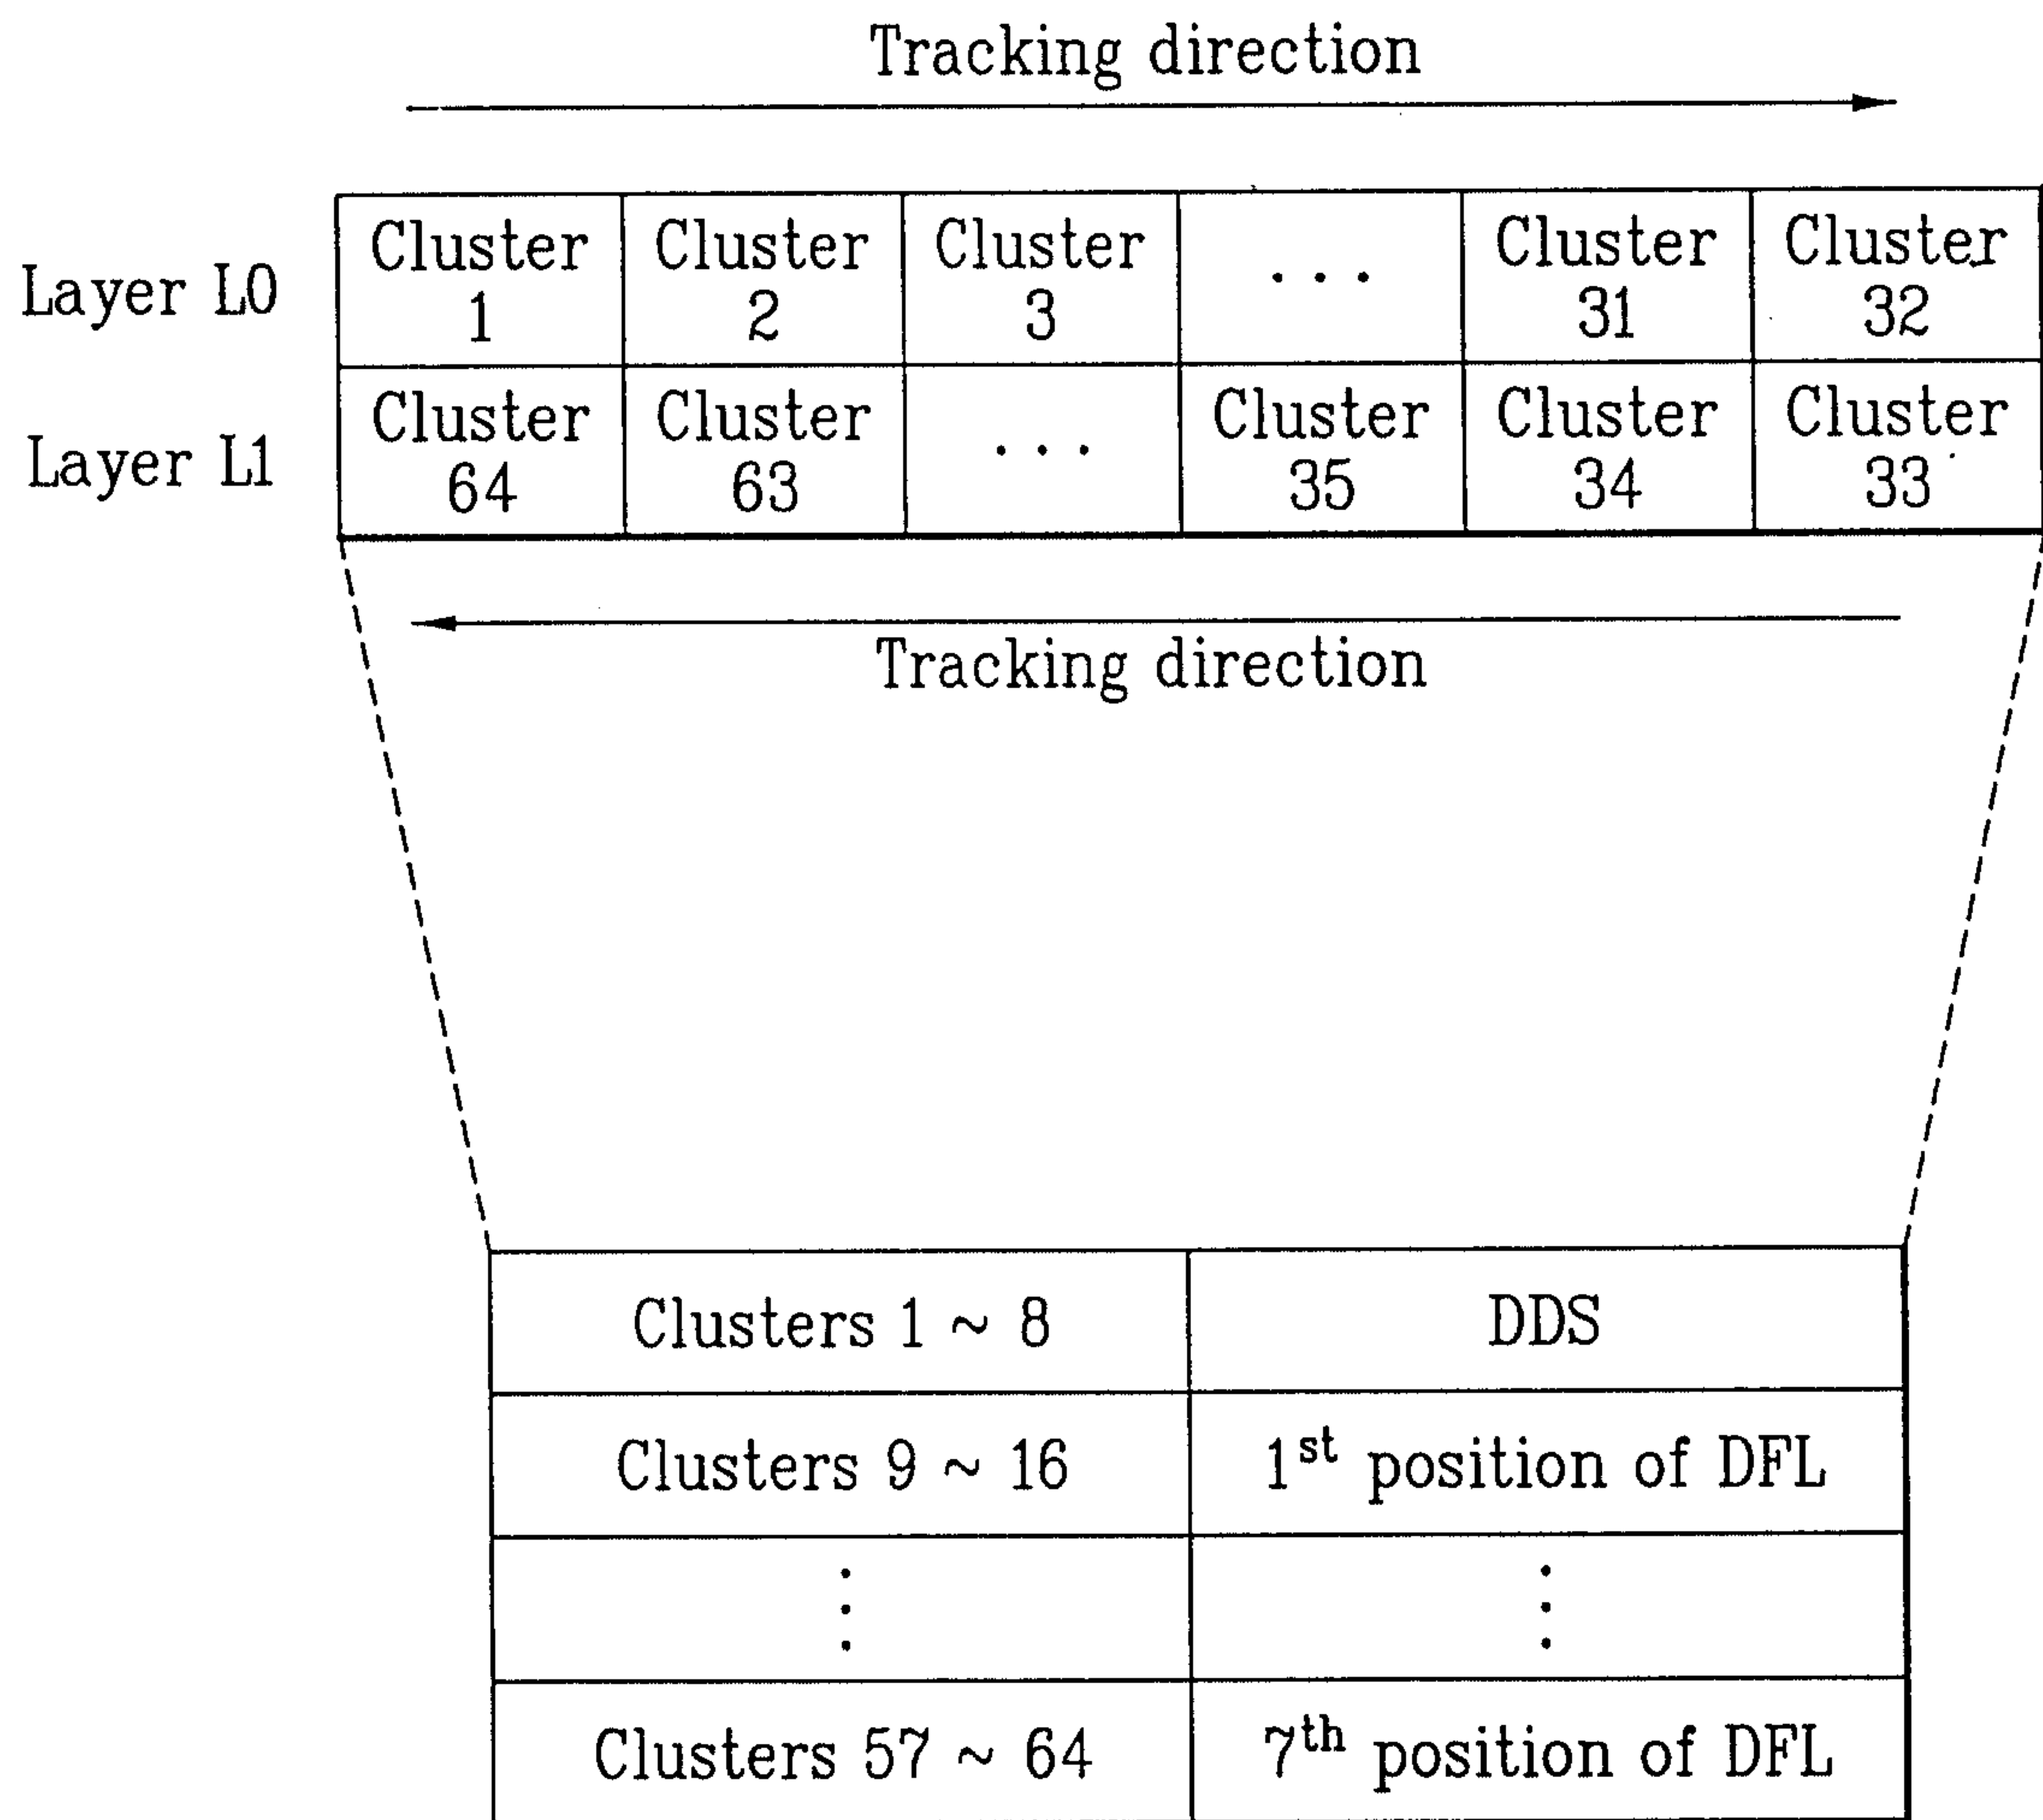 Tracking direction
Layer L0
Cluster 1
Cluster 2
Cluster 3
...
Cluster 31
Cluster 32
Layer L1
Cluster 64
Cluster 63
...
Cluster 35
Cluster 34
Cluster 33
Tracking direction
Clusters 1 ~ 8
DDS
Clusters 9 ~ 16
1st position of DFL
Clusters 57 ~ 64
7th position of DFL